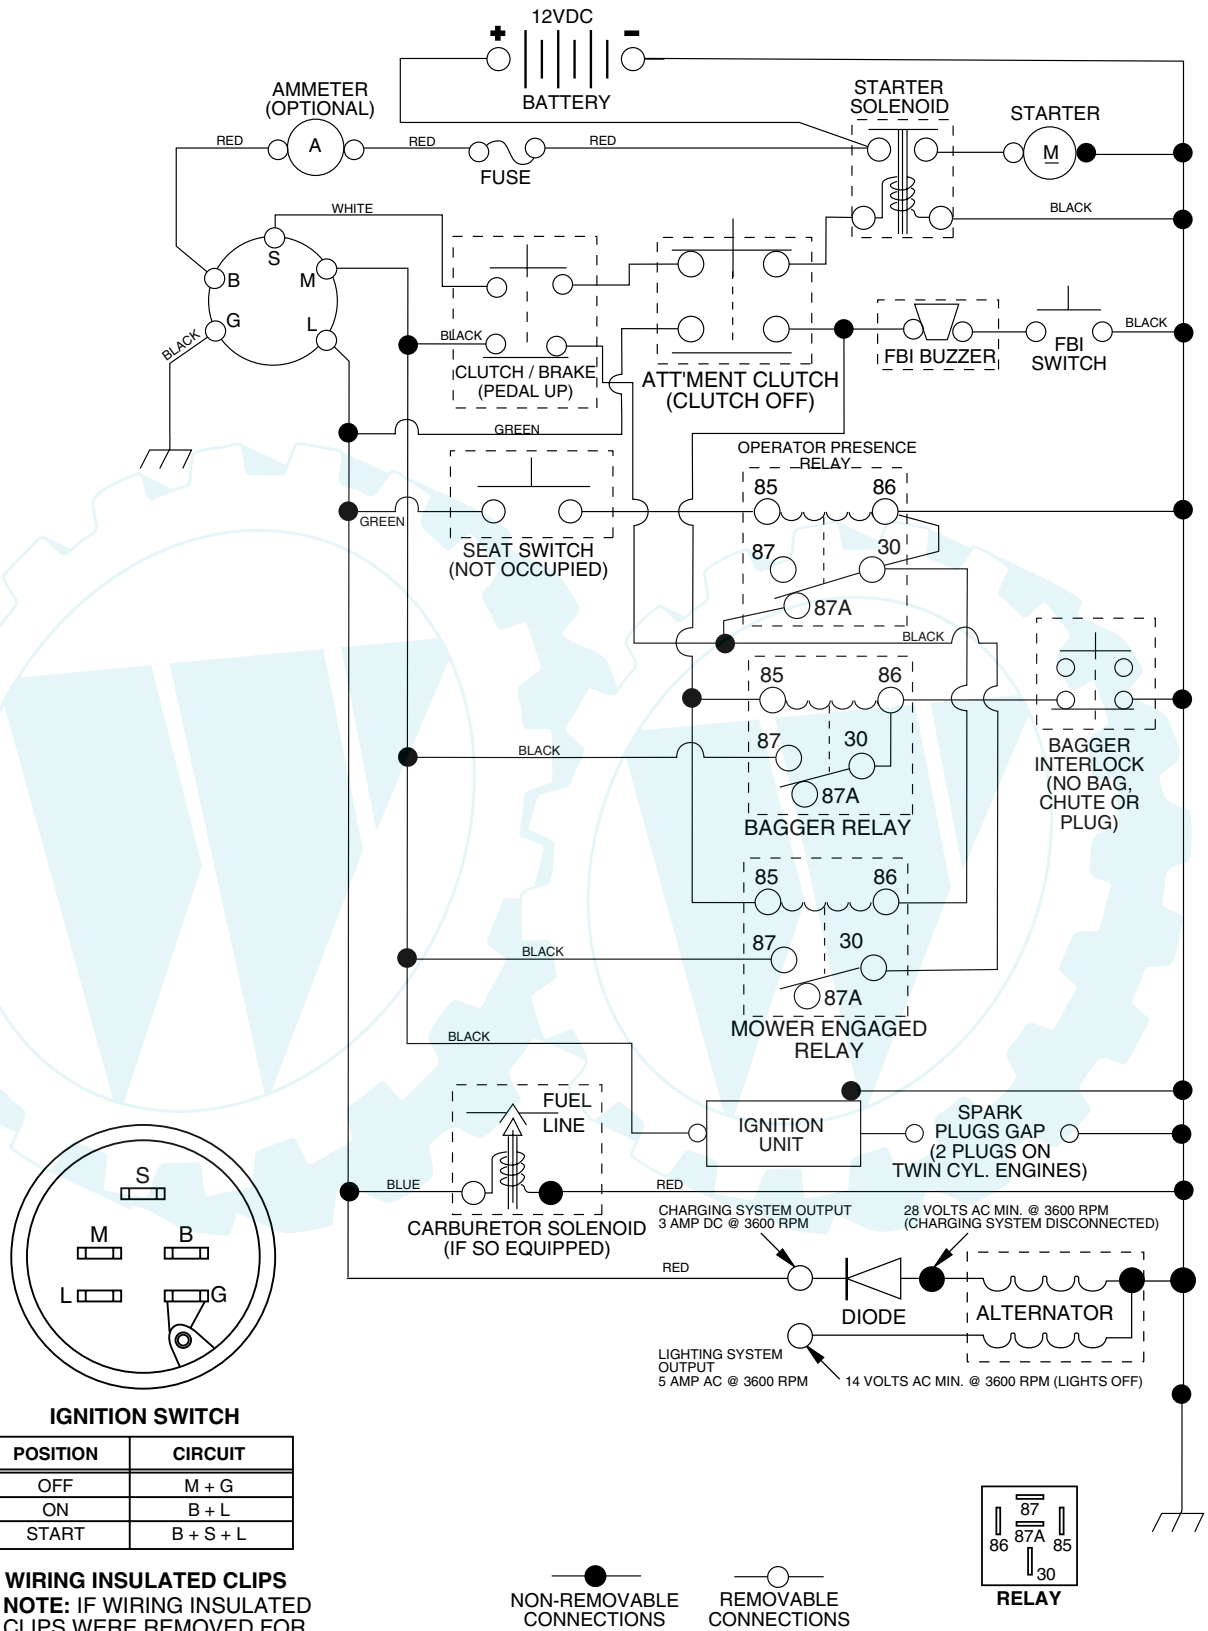 12VDC
+
-
BATTERY
AMMETER
(OPTIONAL)
A
RED
RED
FUSE
RED
STARTER
SOLENOID
STARTER
M
BLACK
WHITE
S
B
M
G
L
BLACK
BLACK
CLUTCH / BRAKE
(PEDAL UP)
ATT'MENT CLUTCH
(CLUTCH OFF)
FBI BUZZER
FBI
SWITCH
BLACK
GREEN
GREEN
SEAT SWITCH
(NOT OCCUPIED)
OPERATOR PRESENCE
RELAY
85
86
87
30
87A
BLACK
85
86
87
30
87A
BAGGER RELAY
BLACK
BAGGER
INTERLOCK
(NO BAG,
CHUTE OR
PLUG)
85
86
87
30
87A
MOWER ENGAGED
RELAY
BLACK
BLACK
FUEL
LINE
IGNITION
UNIT
SPARK
PLUGS GAP
(2 PLUGS ON
TWIN CYL. ENGINES)
BLUE
RED
CARBURETOR SOLENOID
(IF SO EQUIPPED)
CHARGING SYSTEM OUTPUT
3 AMP DC @ 3600 RPM
28 VOLTS AC MIN. @ 3600 RPM
(CHARGING SYSTEM DISCONNECTED)
RED
DIODE
ALTERNATOR
LIGHTING SYSTEM
OUTPUT
5 AMP AC @ 3600 RPM
14 VOLTS AC MIN. @ 3600 RPM (LIGHTS OFF)
S
M
B
L
G
IGNITION SWITCH
POSITION CIRCUIT
OFF M + G
ON B + L
START B + S + L
WIRING INSULATED CLIPS
NOTE: IF WIRING INSULATED
CLIPS WERE REMOVED FOR
NON-REMOVABLE
CONNECTIONS
REMOVABLE
CONNECTIONS
87
87A
86
85
30
RELAY